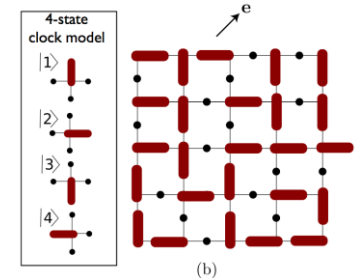 4-state
clock model
|1⟩
|2⟩
|3⟩
|4⟩
e
(b)